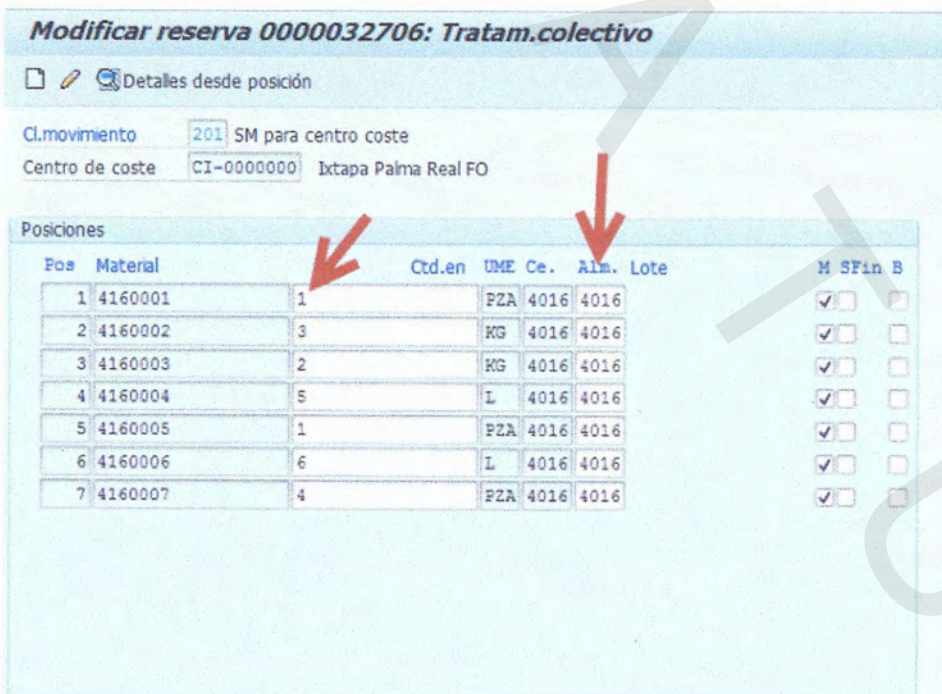 Modificar reserva 0000032706: Tratam.colectivo
Detalles desde posición
Cl.movimiento 201 SM para centro coste
Centro de coste CI-0000000 Ixtapa Palma Real FO
Posiciones
Pos Material Ctd.en UME Ce. Alm. Lote M SFin B
1 4160001 1 PZA 4016 4016
2 4160002 3 KG 4016 4016
3 4160003 2 KG 4016 4016
4 4160004 5 L 4016 4016
5 4160005 1 PZA 4016 4016
6 4160006 6 L 4016 4016
7 4160007 4 PZA 4016 4016